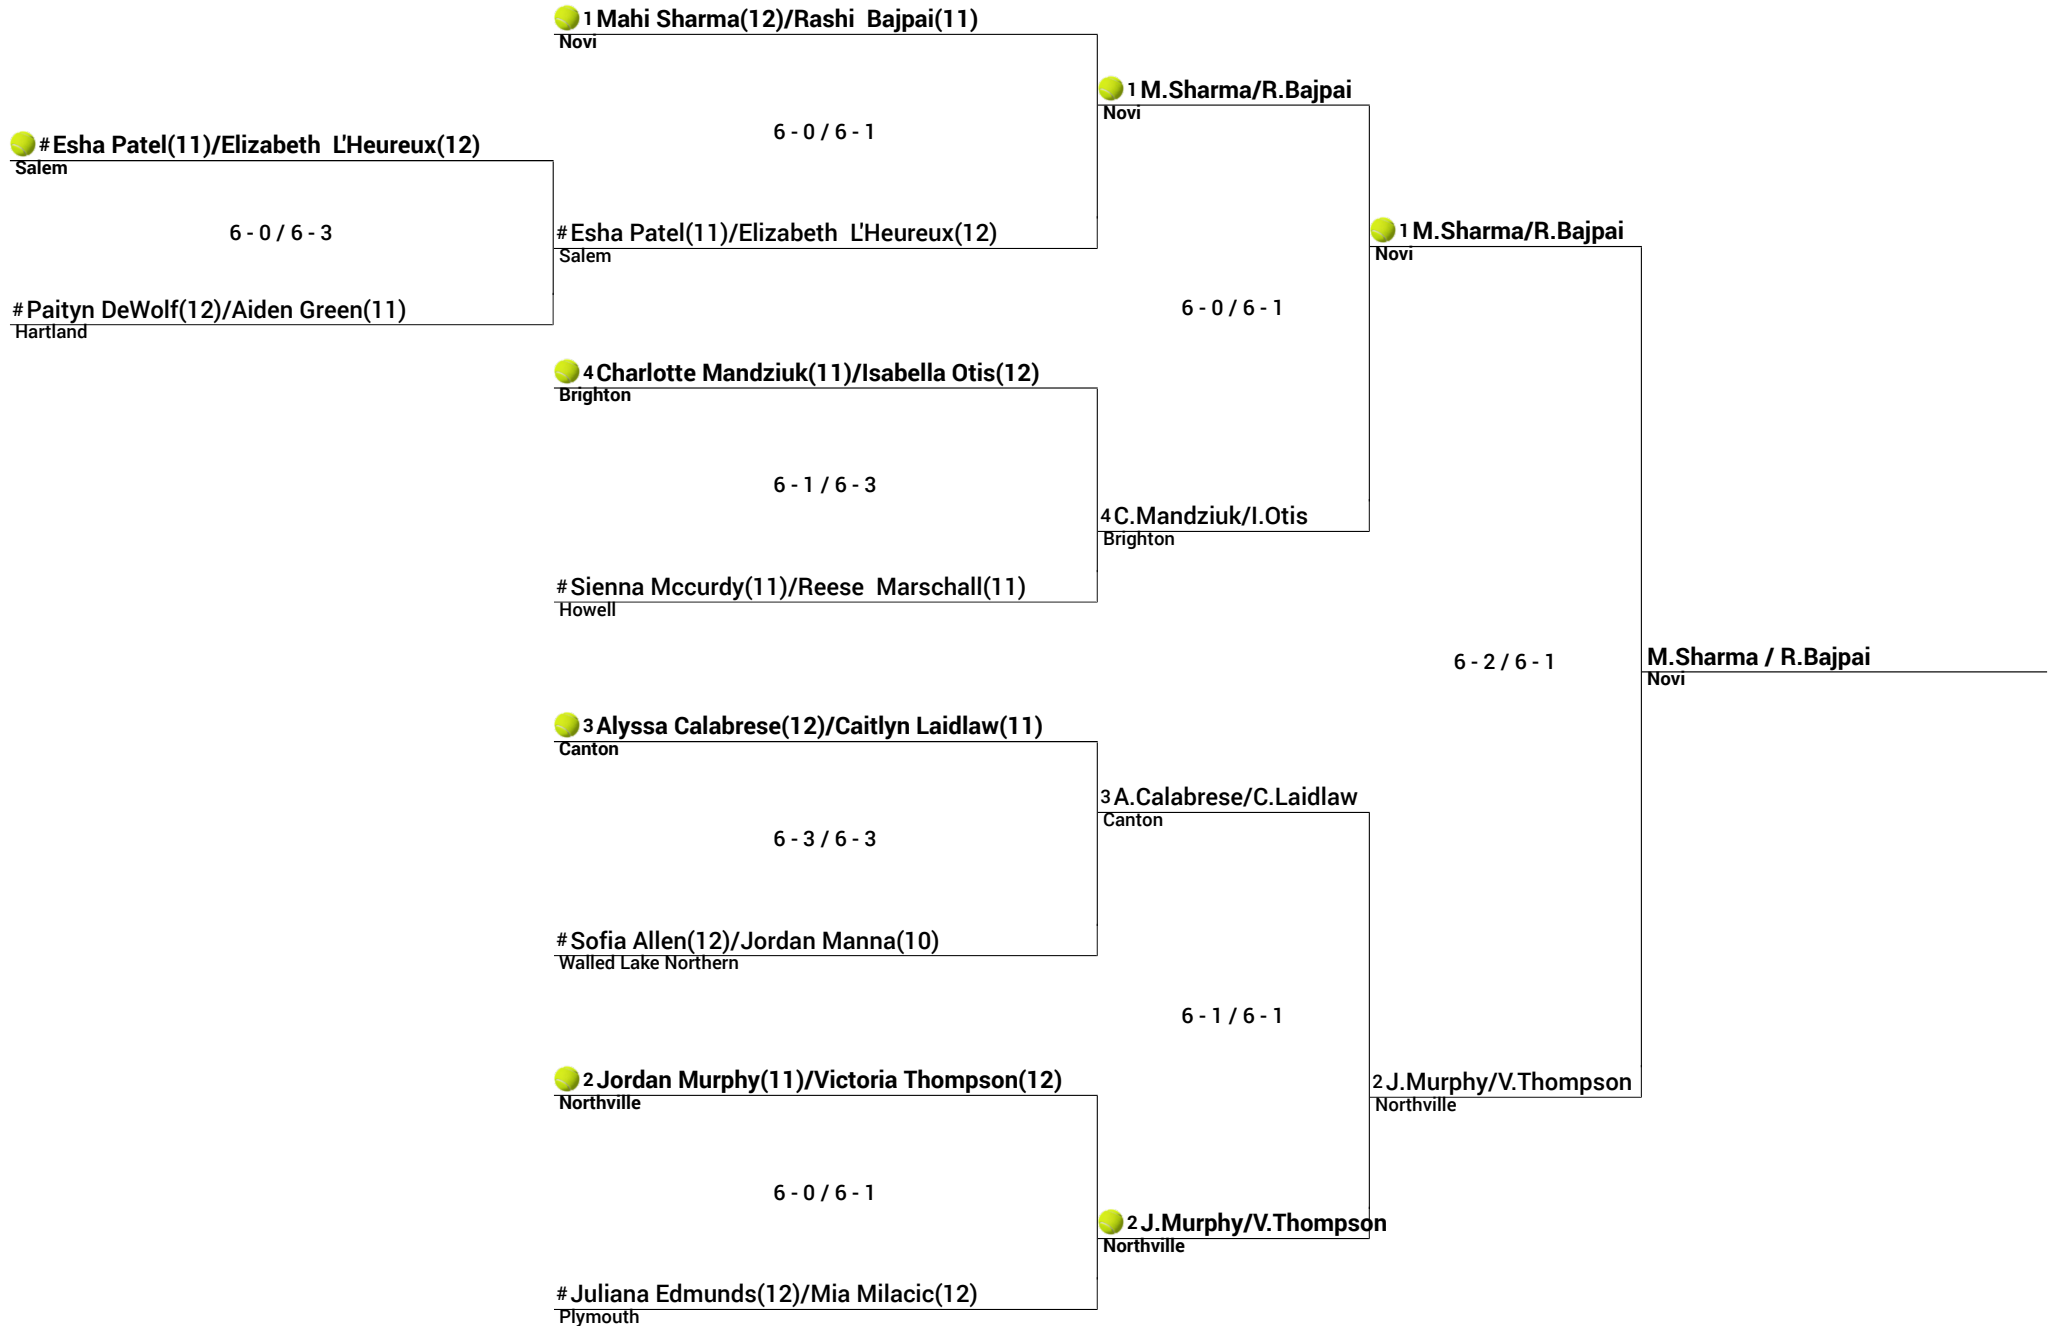 1 Mahi Sharma(12)/Rashi Bajpai(11)
Novi
1 M.Sharma/R.Bajpai
Novi
6 - 0 / 6 - 1
# Esha Patel(11)/Elizabeth L'Heureux(12)
Salem
6 - 0 / 6 - 3
# Esha Patel(11)/Elizabeth L'Heureux(12)
Salem
1 M.Sharma/R.Bajpai
Novi
# Paityn DeWolf(12)/Aiden Green(11)
Hartland
6 - 0 / 6 - 1
4 Charlotte Mandziuk(11)/Isabella Otis(12)
Brighton
6 - 1 / 6 - 3
4 C.Mandziuk/I.Otis
Brighton
# Sienna Mccurdy(11)/Reese Marschall(11)
Howell
6 - 2 / 6 - 1
M.Sharma / R.Bajpai
Novi
3 Alyssa Calabrese(12)/Caitlyn Laidlaw(11)
Canton
3 A.Calabrese/C.Laidlaw
Canton
6 - 3 / 6 - 3
# Sofia Allen(12)/Jordan Manna(10)
Walled Lake Northern
6 - 1 / 6 - 1
2 Jordan Murphy(11)/Victoria Thompson(12)
Northville
2 J.Murphy/V.Thompson
Northville
6 - 0 / 6 - 1
2 J.Murphy/V.Thompson
Northville
# Juliana Edmunds(12)/Mia Milacic(12)
Plymouth